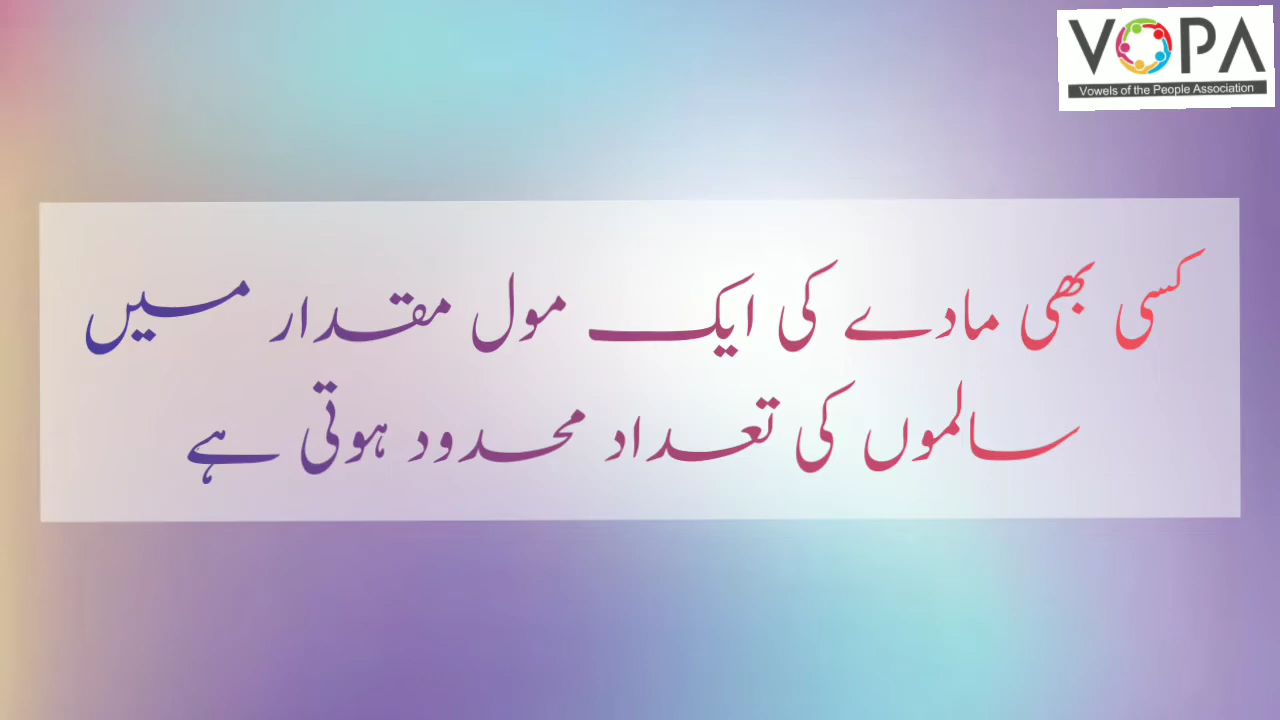 VOPA
Vowels of the People Association
کسی بھی مادے کی ایک مول مقدار میں
سالموں کی تعداد محدود ہوتی ہے